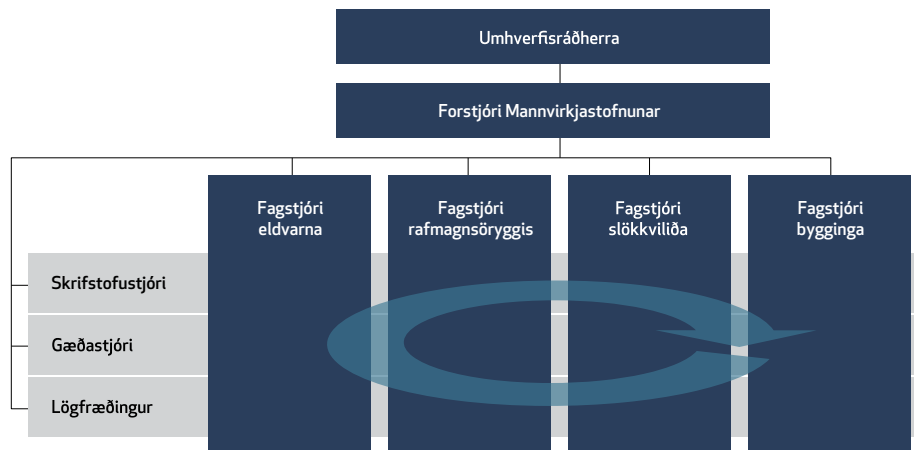 Umhverfisráðherra
Forstjóri Mannvirkjastofnunar
Fagstjóri
eldvarna
Fagstjóri
rafmagnsöryggis
Fagstjóri
slökkviliða
Fagstjóri
bygginga
Skrifstofustjóri
Gæðastjóri
Lögfræðingur